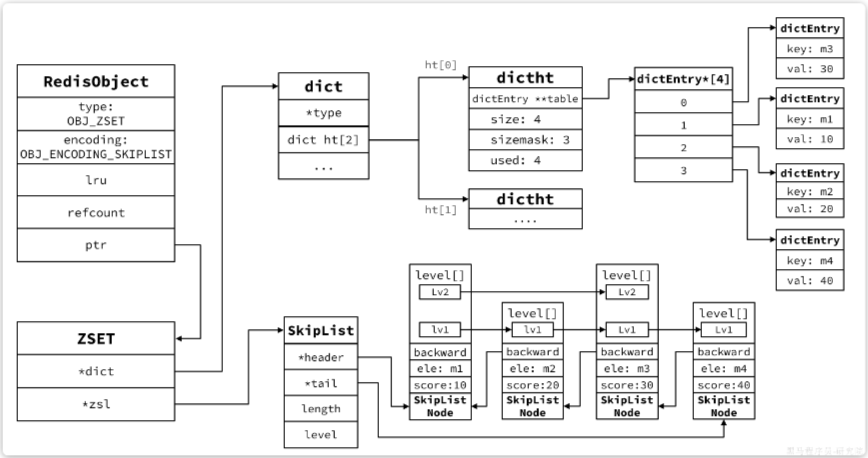 RedisObject
type:
OBJ_ZSET
encoding:
OBJ_ENCODING_SKIPLIST
lru
refcount
ptr
ZSET
*dict
*zsl
dict
*type
dict ht[2]
...
ht[0]
ht[1]
dictht
dictEntry **table
size: 4
sizemask: 3
used: 4
dictht
....
dictEntry*[4]
0
1
2
3
dictEntry
key: m3
val: 30
dictEntry
key: m1
val: 10
dictEntry
key: m2
val: 20
dictEntry
key: m4
val: 40
SkipList
*header
*tail
length
level
level[]
Lv2
lv1
backward
ele: m1
score:10
SkipList
Node
level[]
lv1
backward
ele: m2
score:20
SkipList
Node
level[]
Lv2
Lv1
backward
ele: m3
score:30
SkipList
Node
level[]
Lv1
backward
ele: m4
score:40
SkipList
Node